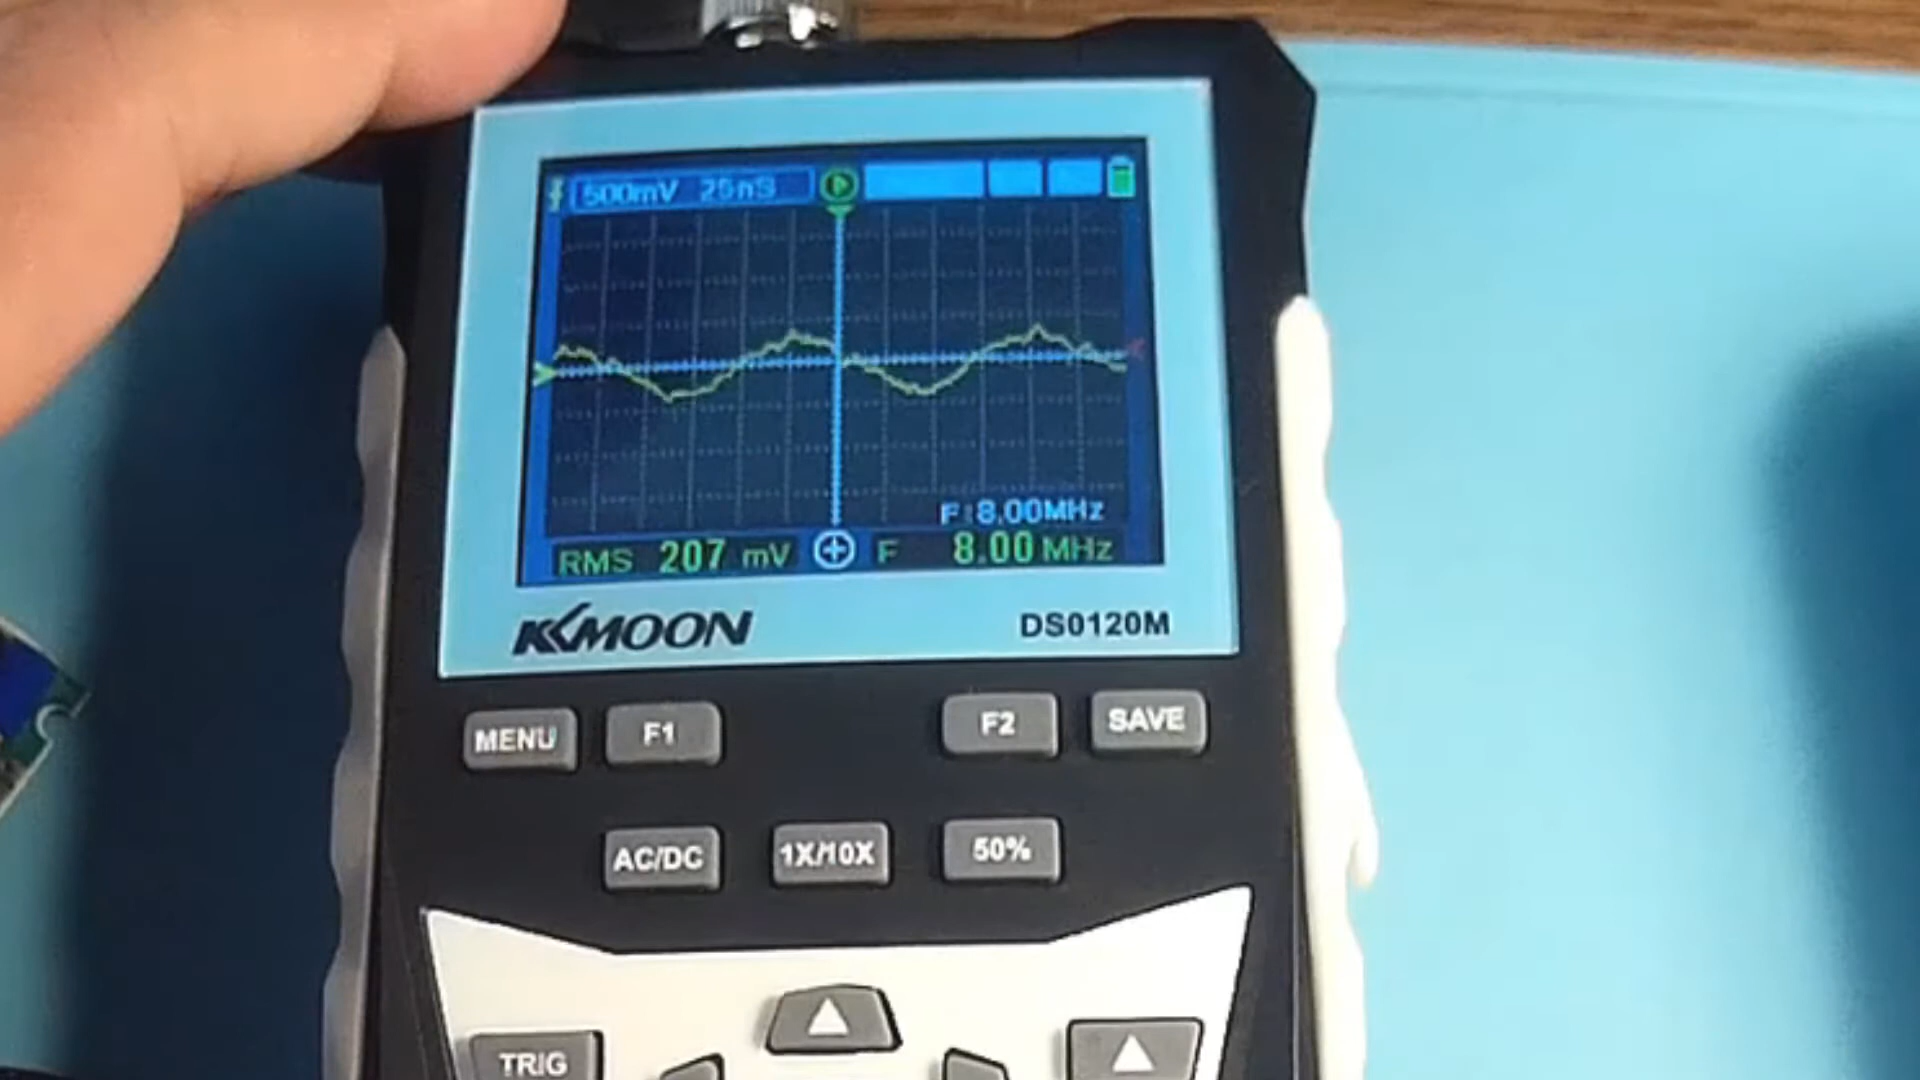 500mV 25nS
F:8.00MHz
RMS 207 mV F 8.00 MHz
KKMOON DS0120M
MENU F1 F2 SAVE
AC/DC 1X/10X 50%
TRIG